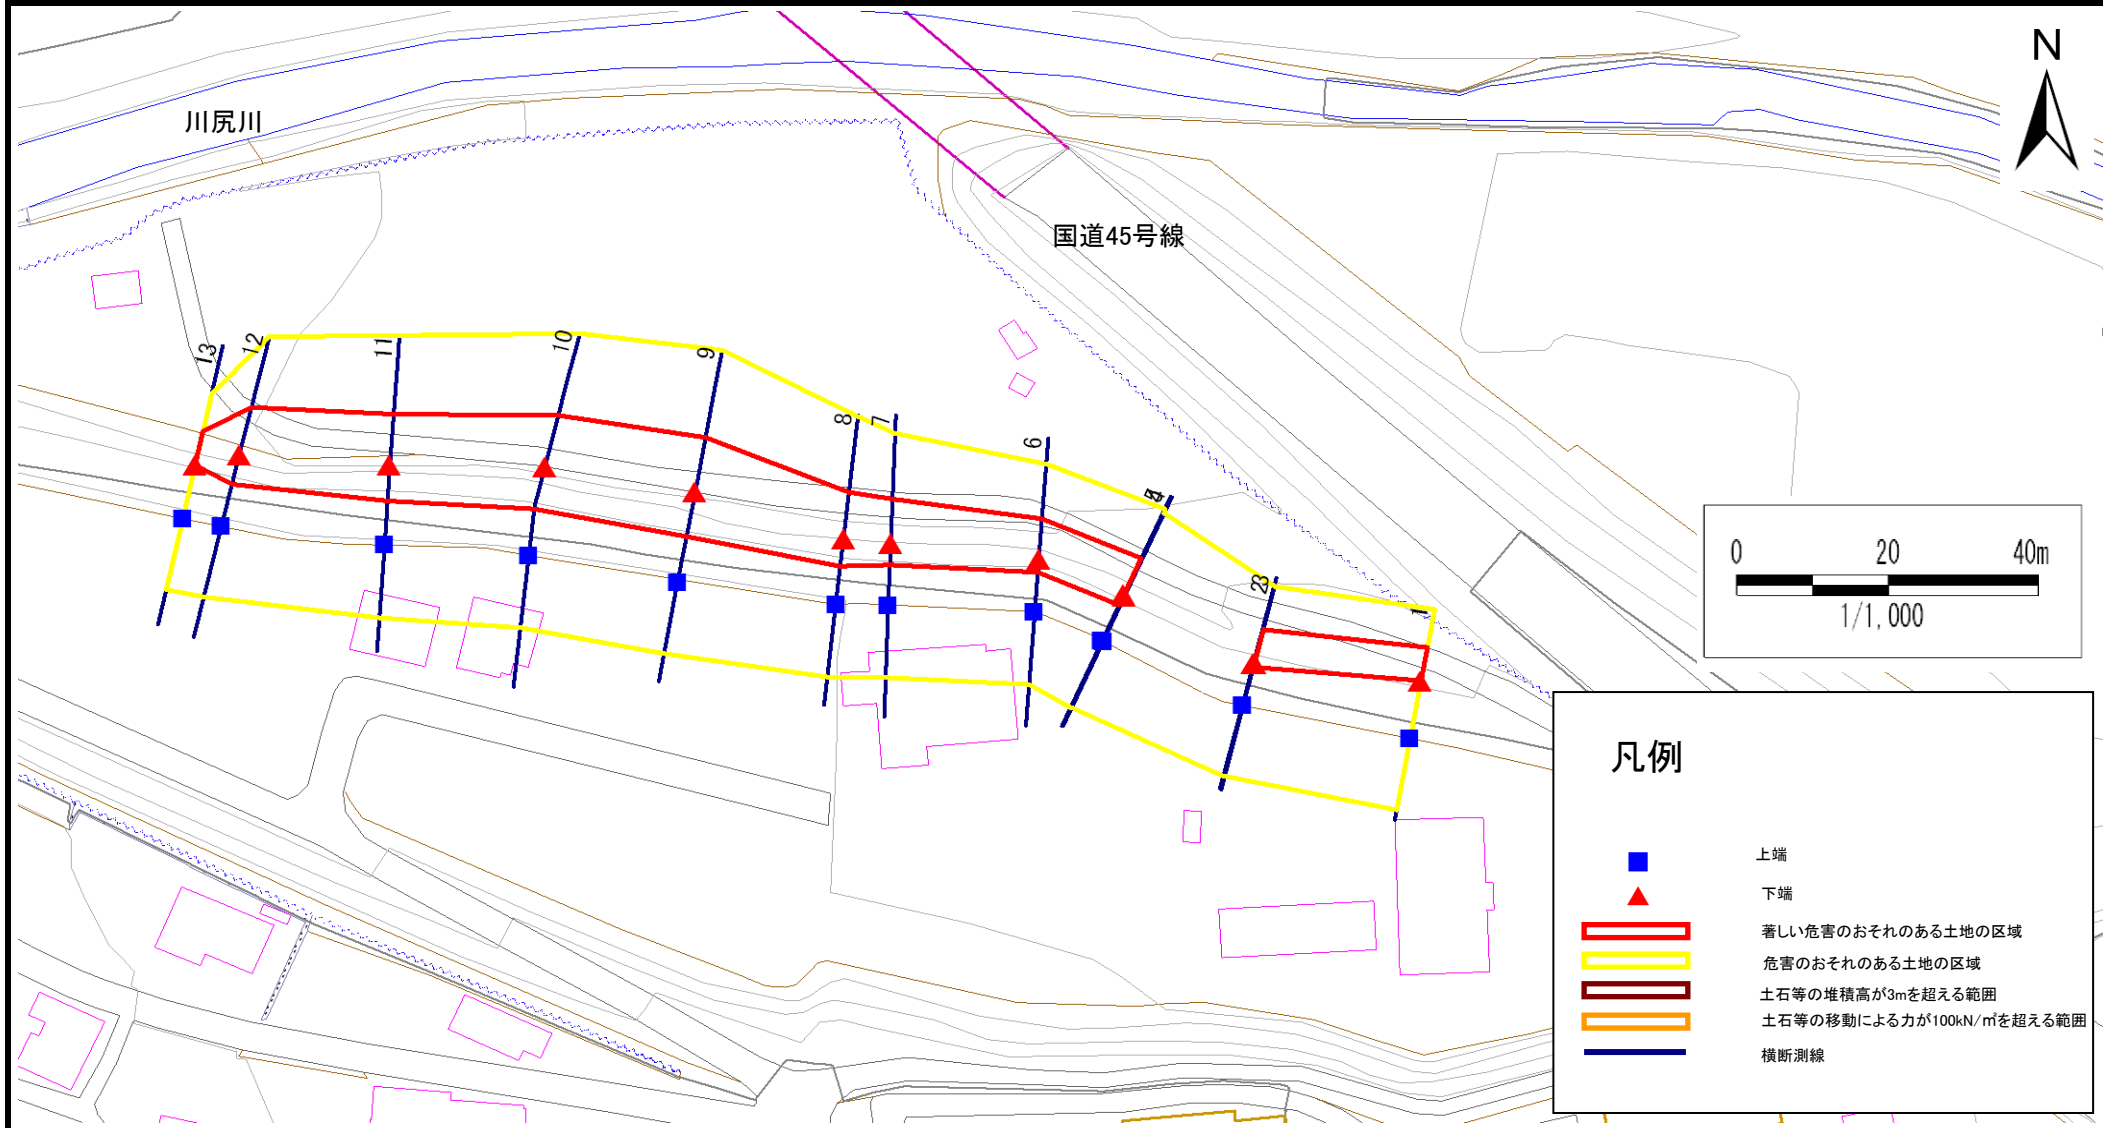 N
川尻川
国道45号線
13
12
11
10
9
8
7
6
23
1
0 20 40m
1/1,000
凡例
上端
下端
著しい危害のおそれのある土地の区域
危害のおそれのある土地の区域
土石等の堆積高が3mを超える範囲
土石等の移動による力が100kN/㎡を超える範囲
横断測線